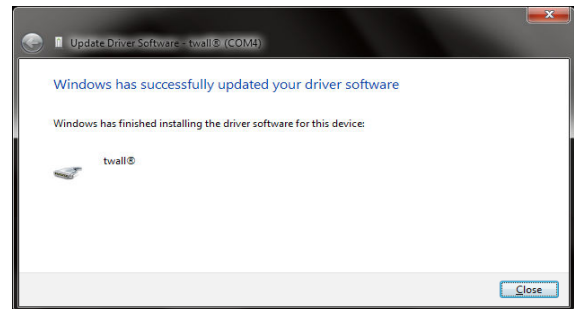 Update Driver Software - twall® (COM4)
Windows has successfully updated your driver software
Windows has finished installing the driver software for this device:
twall®
Close